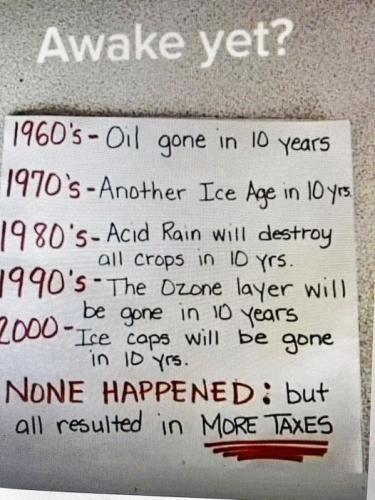 Awake yet?
1960's - Oil gone in 10 years
1970's - Another Ice Age in 10 yrs.
1980's - Acid Rain will destroy
all crops in 10 yrs.
1990's - The Ozone layer will
be gone in 10 years
2000 - Ice caps will be gone
in 10 yrs.
NONE HAPPENED: but
all resulted in MORE TAXES